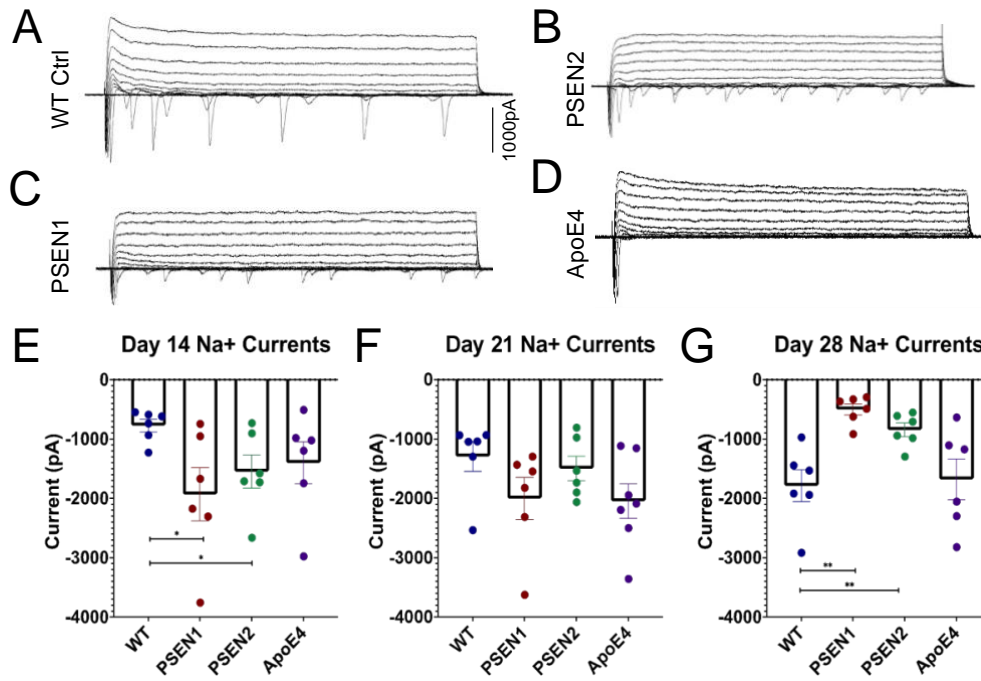 A
WT Ctrl
1000pA
B
PSEN2
C
PSEN1
D
ApoE4
E
Day 14 Na+ Currents
Current (pA)
0
-1000
-2000
-3000
-4000
*
*
WT
PSEN1
PSEN2
ApoE4
F
Day 21 Na+ Currents
Current (pA)
0
-1000
-2000
-3000
-4000
WT
PSEN1
PSEN2
ApoE4
G
Day 28 Na+ Currents
Current (pA)
0
-1000
-2000
-3000
-4000
**
**
WT
PSEN1
PSEN2
ApoE4